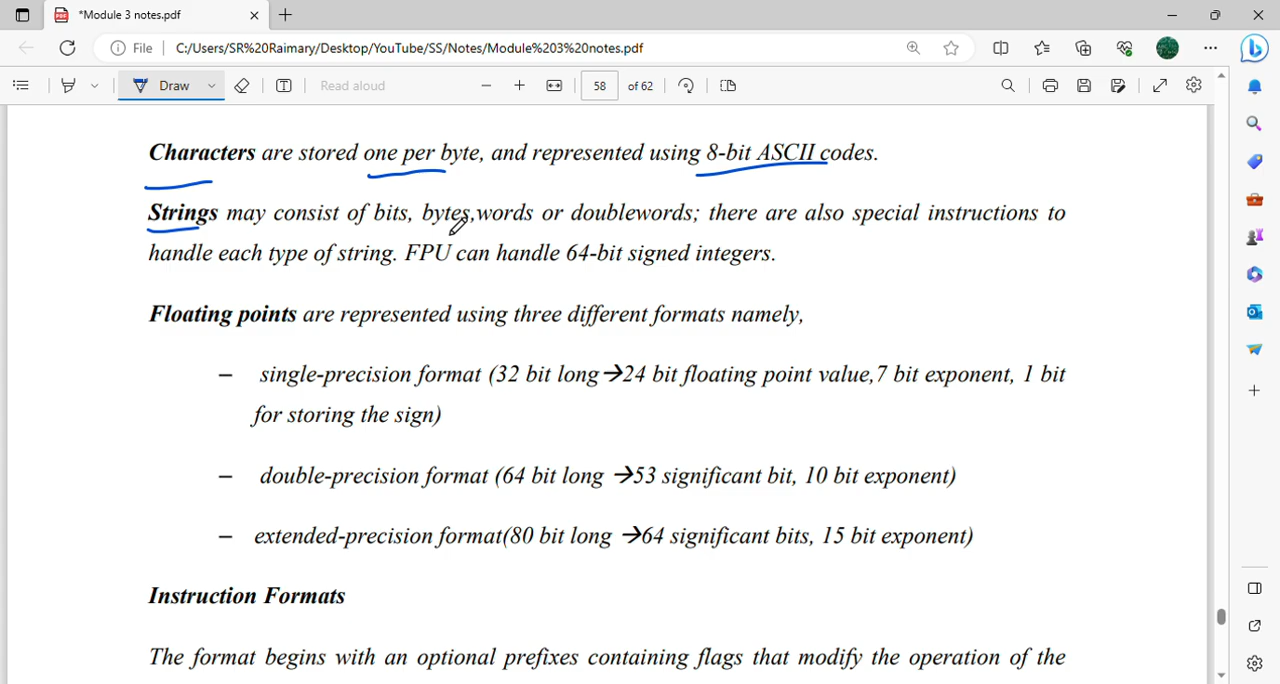 *Module 3 notes.pdf
File C:/Users/SR%20Raimary/Desktop/YouTube/SS/Notes/Module%203%20notes.pdf
Draw Read aloud 58 of 62
Characters are stored one per byte, and represented using 8-bit ASCII codes.
Strings may consist of bits, bytes,words or doublewords; there are also special instructions to
handle each type of string. FPU can handle 64-bit signed integers.
Floating points are represented using three different formats namely,
– single-precision format (32 bit long→24 bit floating point value,7 bit exponent, 1 bit
for storing the sign)
– double-precision format (64 bit long →53 significant bit, 10 bit exponent)
– extended-precision format(80 bit long →64 significant bits, 15 bit exponent)
Instruction Formats
The format begins with an optional prefixes containing flags that modify the operation of the